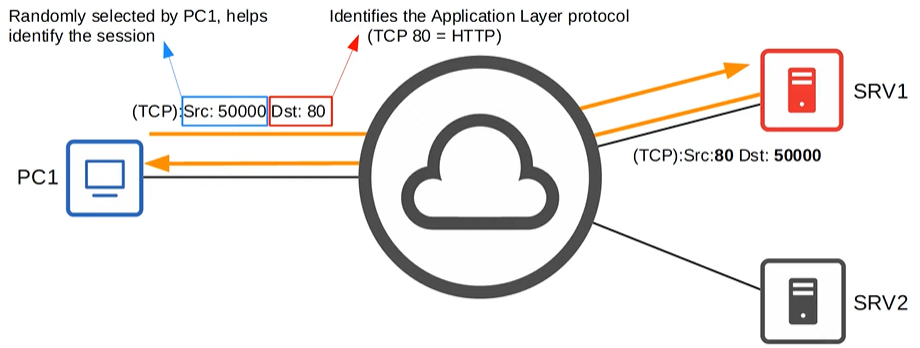 Randomly selected by PC1, helps
identify the session
Identifies the Application Layer protocol
(TCP 80 = HTTP)
(TCP):Src: 50000 Dst: 80
SRV1
(TCP):Src:80 Dst: 50000
PC1
SRV2